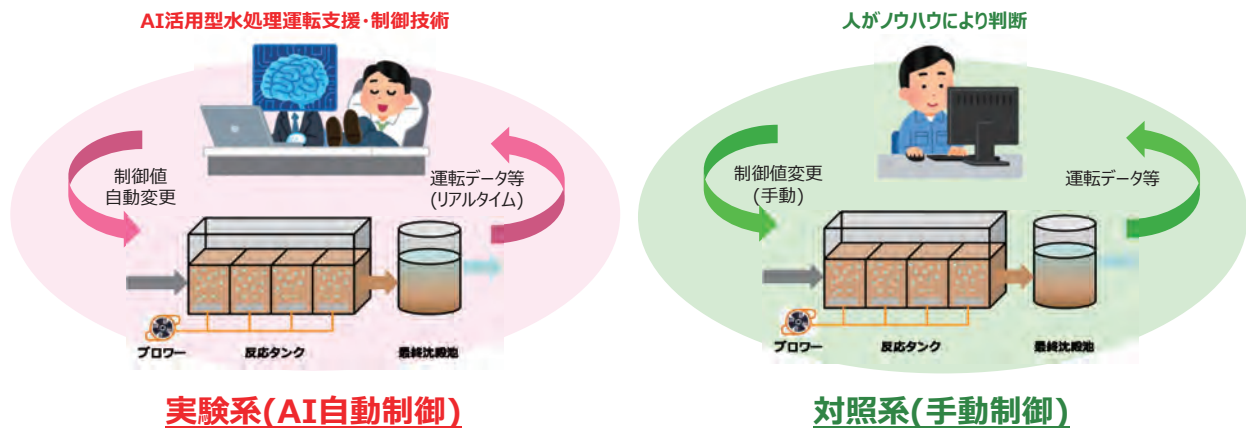 AI活用型水処理運転支援・制御技術
制御値
自動変更
運転データ等
(リアルタイム)
ブロワー
反応タンク
最終沈殿池
実験系(AI自動制御)
人がノウハウにより判断
制御値変更
(手動)
運転データ等
ブロワー
反応タンク
最終沈殿池
対照系(手動制御)